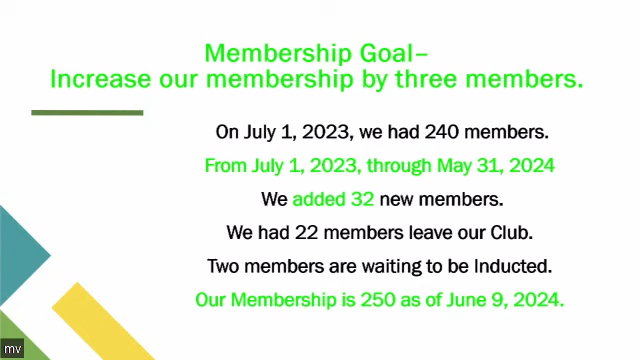 Membership Goal–
Increase our membership by three members.
On July 1, 2023, we had 240 members.
From July 1, 2023, through May 31, 2024
We added 32 new members.
We had 22 members leave our Club.
Two members are waiting to be Inducted.
Our Membership is 250 as of June 9, 2024.
mv